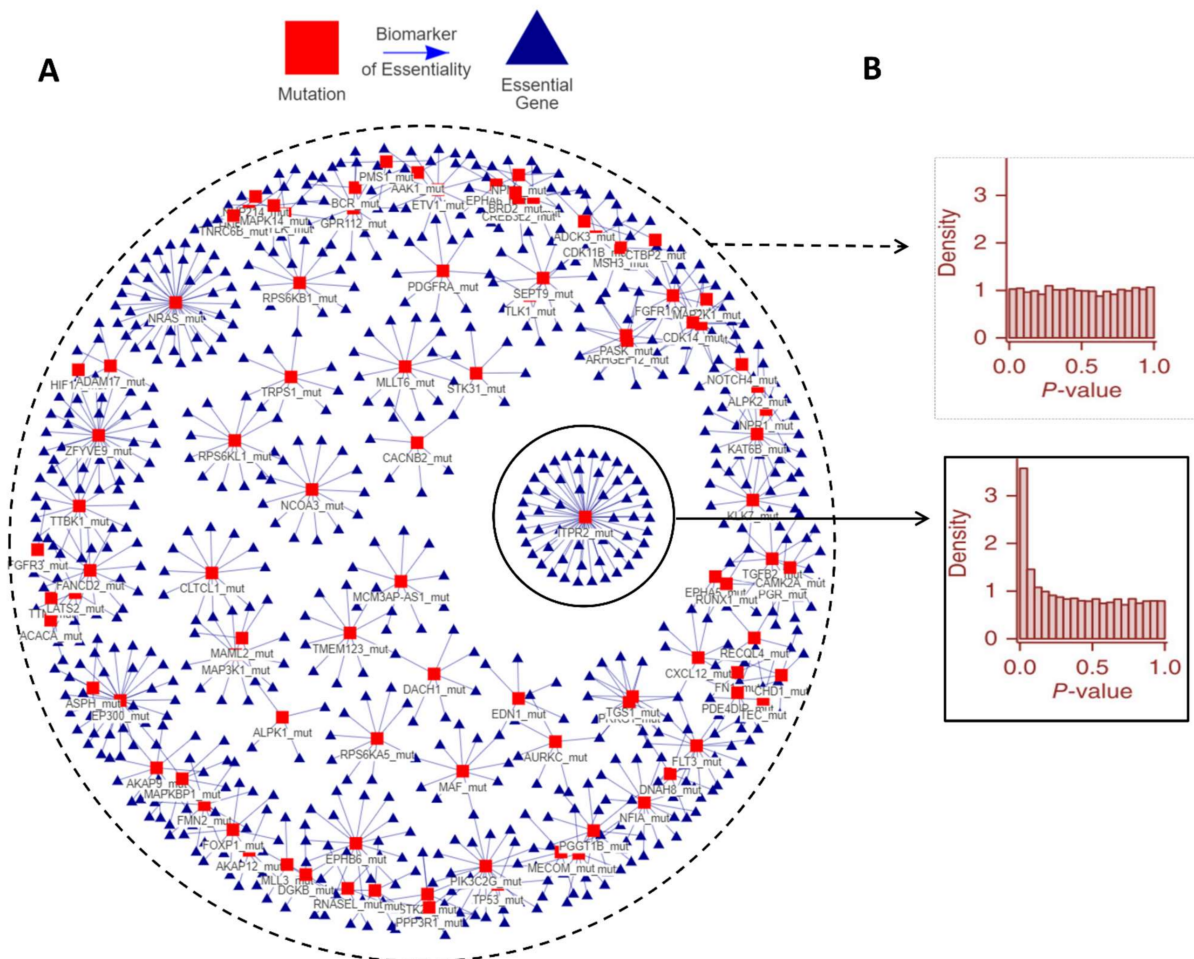 A
Mutation
Biomarker
of Essentiality
Essential
Gene
B
PMS1_mut
AAK1_mut
BCR_mut
ETV1_mut
GPR112_mut
MAPK14_mut
TNRC6B_mut
BRD2_mut
CREB3L2_mut
ADCK3_mut
CTBP2_mut
MSH3_mut
RPS6KB1_mut
PDGFRA_mut
SEPT9_mut
TLK1_mut
NRAS_mut
MAP2K1_mut
CDK14_mut
PASK_mut
NOTCH4_mut
ADAM17_mut
TRPS1_mut
MLLT6_mut
STK31_mut
ALPK2_mut
NPR1_mut
KAT6B_mut
ZFYVE9_mut
RPS6KL1_mut
CACNB2_mut
NCOA3_mut
KLK7_mut
TTBK1_mut
ITPR2_mut
FANCD2_mut
LATS2_mut
ACACA_mut
CLTCL1_mut
MCM3AP-AS1_mut
TGFB2_mut
CAMK2A_mut
PGR_mut
RUNX1_mut
MAML2_mut
MAP3K1_mut
TMEM123_mut
RECQL4_mut
CXCL12_mut
CHD1_mut
PDE4DIP_mut
TEC_mut
DACH1_mut
EDN1_mut
TGS1_mut
ASPH_mut
EP300_mut
ALPK1_mut
RPS6KA5_mut
AURKC_mut
FLT3_mut
AKAP9_mut
MAPKBP1_mut
MAF_mut
DNAH8_mut
NFIA_mut
FMN2_mut
FOXP1_mut
PGGT1B_mut
AKAP12_mut
EPHB6_mut
MECOM_mut
MLL3_mut
DGKB_mut
RNASEL_mut
PIK3C2G_mut
TP53_mut
PPP3R1_mut
Density
3
2
1
0
0.0 0.5 1.0
P-value
Density
3
2
1
0
0.0 0.5 1.0
P-value